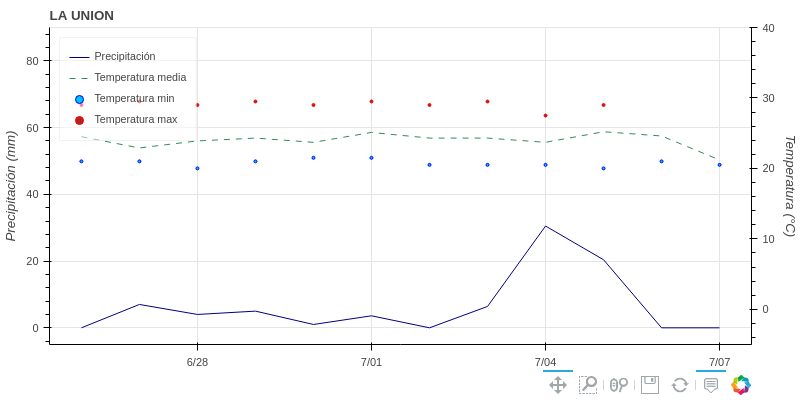 LA UNION
Precipitación
Temperatura media
Temperatura min
Temperatura max
80
60
40
20
0
Precipitación (mm)
40
30
20
10
0
Temperatura (°C)
6/28
7/01
7/04
7/07